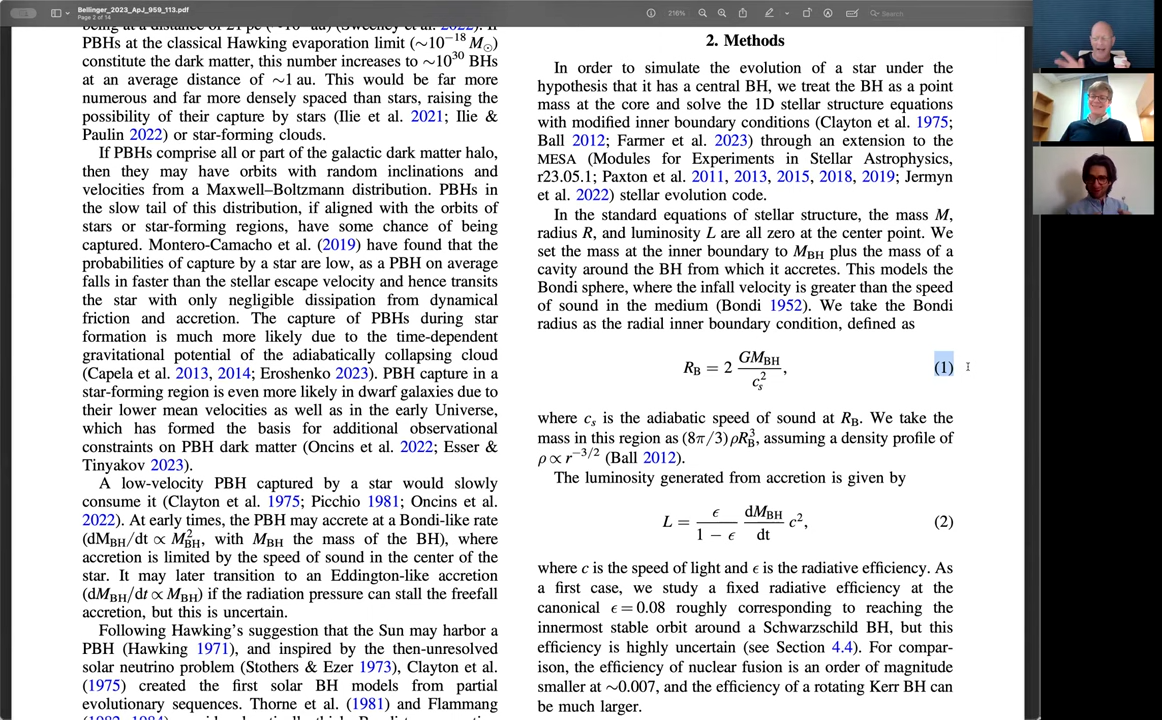 Bellinger_2023_ApJ_959_113.pdf
Page 2 of 14
216%
Search
PBHs at the classical Hawking evaporation limit (∼10⁻¹⁸ M⊙)
constitute the dark matter, this number increases to ∼10³⁰ BHs
at an average distance of ∼1 au. This would be far more
numerous and far more densely spaced than stars, raising the
possibility of their capture by stars (Ilie et al. 2021; Ilie &
Paulin 2022) or star-forming clouds.
If PBHs comprise all or part of the galactic dark matter halo,
then they may have orbits with random inclinations and
velocities from a Maxwell–Boltzmann distribution. PBHs in
the slow tail of this distribution, if aligned with the orbits of
stars or star-forming regions, have some chance of being
captured. Montero-Camacho et al. (2019) have found that the
probabilities of capture by a star are low, as a PBH on average
falls in faster than the stellar escape velocity and hence transits
the star with only negligible dissipation from dynamical
friction and accretion. The capture of PBHs during star
formation is much more likely due to the time-dependent
gravitational potential of the adiabatically collapsing cloud
(Capela et al. 2013, 2014; Eroshenko 2023). PBH capture in a
star-forming region is even more likely in dwarf galaxies due to
their lower mean velocities as well as in the early Universe,
which has formed the basis for additional observational
constraints on PBH dark matter (Oncins et al. 2022; Esser &
Tinyakov 2023).
A low-velocity PBH captured by a star would slowly
consume it (Clayton et al. 1975; Picchio 1981; Oncins et al.
2022). At early times, the PBH may accrete at a Bondi-like rate
(dM_BH/dt ∝ M²_BH, with M_BH the mass of the BH), where
accretion is limited by the speed of sound in the center of the
star. It may later transition to an Eddington-like accretion
(dM_BH/dt ∝ M_BH) if the radiation pressure can stall the freefall
accretion, but this is uncertain.
Following Hawking's suggestion that the Sun may harbor a
PBH (Hawking 1971), and inspired by the then-unresolved
solar neutrino problem (Stothers & Ezer 1973), Clayton et al.
(1975) created the first solar BH models from partial
evolutionary sequences. Thorne et al. (1981) and Flammang
2. Methods
In order to simulate the evolution of a star under the
hypothesis that it has a central BH, we treat the BH as a point
mass at the core and solve the 1D stellar structure equations
with modified inner boundary conditions (Clayton et al. 1975;
Ball 2012; Farmer et al. 2023) through an extension to the
MESA (Modules for Experiments in Stellar Astrophysics,
r23.05.1; Paxton et al. 2011, 2013, 2015, 2018, 2019; Jermyn
et al. 2022) stellar evolution code.
In the standard equations of stellar structure, the mass M,
radius R, and luminosity L are all zero at the center point. We
set the mass at the inner boundary to M_BH plus the mass of a
cavity around the BH from which it accretes. This models the
Bondi sphere, where the infall velocity is greater than the speed
of sound in the medium (Bondi 1952). We take the Bondi
radius as the radial inner boundary condition, defined as
R_B = 2 GM_BH / c_s², (1)
where c_s is the adiabatic speed of sound at R_B. We take the
mass in this region as (8π/3)ρR_B³, assuming a density profile of
ρ ∝ r⁻³ᐟ² (Ball 2012).
The luminosity generated from accretion is given by
L = ϵ / (1 − ϵ) dM_BH/dt c², (2)
where c is the speed of light and ϵ is the radiative efficiency. As
a first case, we study a fixed radiative efficiency at the
canonical ϵ = 0.08 roughly corresponding to reaching the
innermost stable orbit around a Schwarzschild BH, but this
efficiency is highly uncertain (see Section 4.4). For compar-
ison, the efficiency of nuclear fusion is an order of magnitude
smaller at ∼0.007, and the efficiency of a rotating Kerr BH can
be much larger.